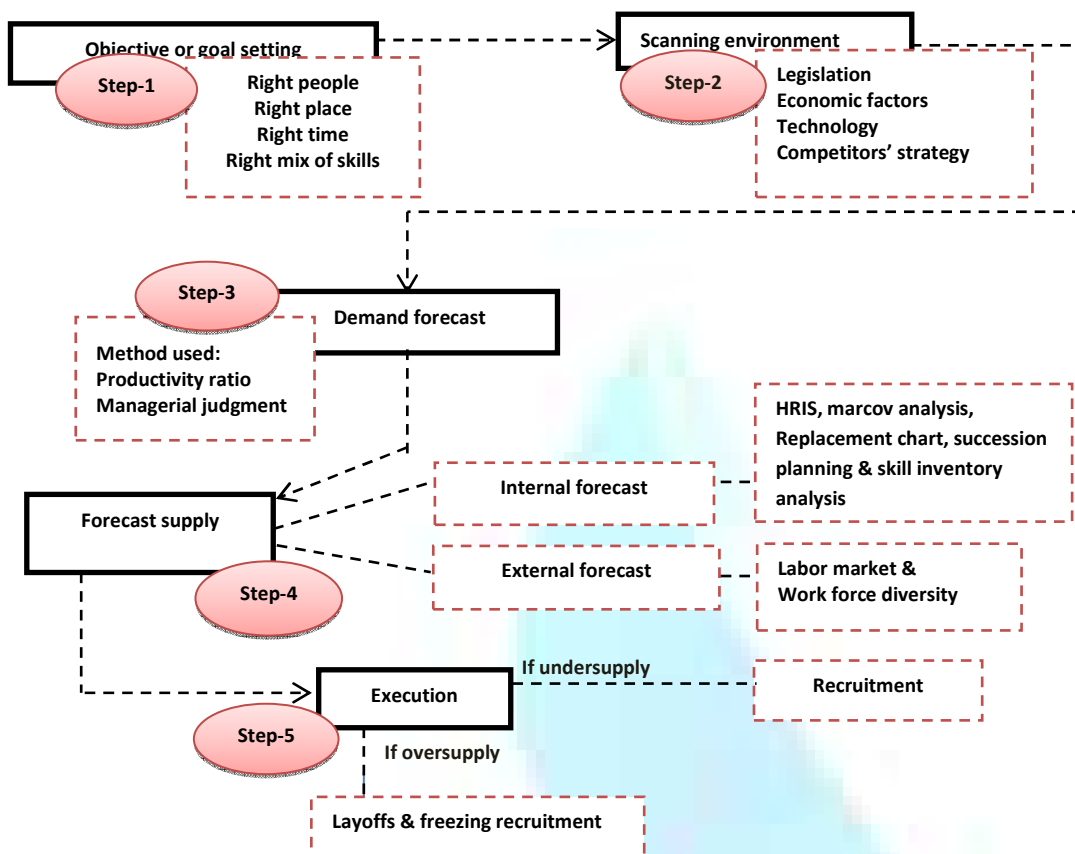 Objective or goal setting
Step-1
Right people
Right place
Right time
Right mix of skills
Scanning environment
Step-2
Legislation
Economic factors
Technology
Competitors’ strategy
Step-3
Demand forecast
Method used:
Productivity ratio
Managerial judgment
Forecast supply
Step-4
Internal forecast
HRIS, marcov analysis,
Replacement chart, succession
planning & skill inventory
analysis
External forecast
Labor market &
Work force diversity
Execution
Step-5
If undersupply
Recruitment
If oversupply
Layoffs & freezing recruitment